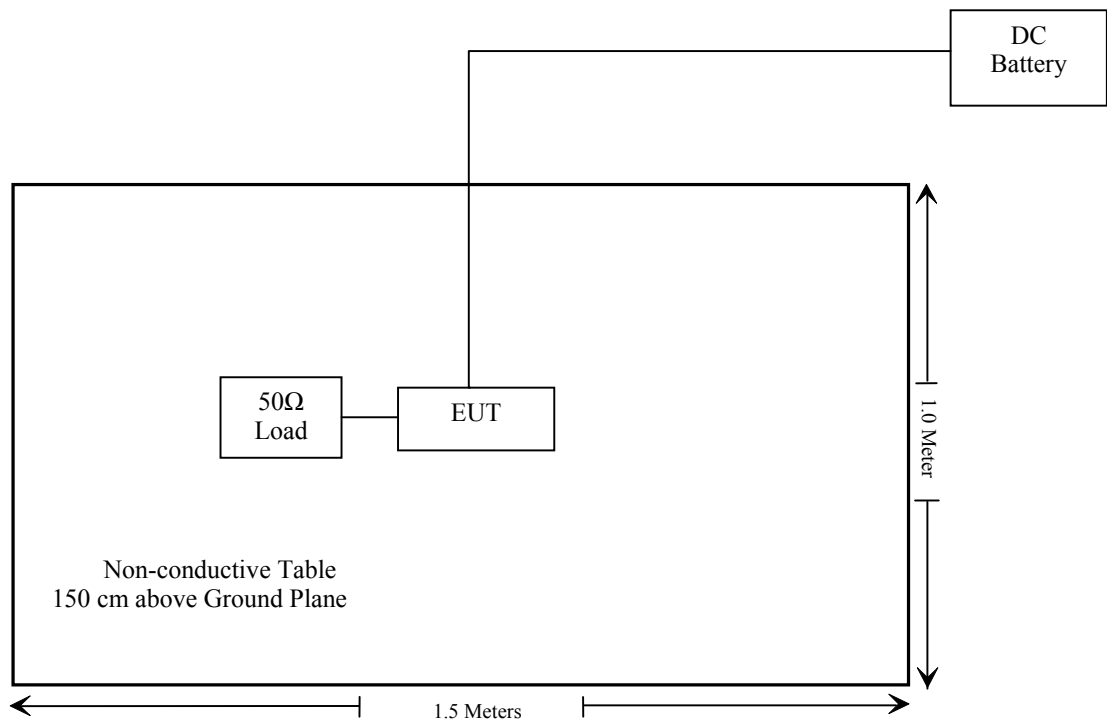 DC
Battery
50Ω
Load
EUT
1.0 Meter
Non-conductive Table
150 cm above Ground Plane
1.5 Meters